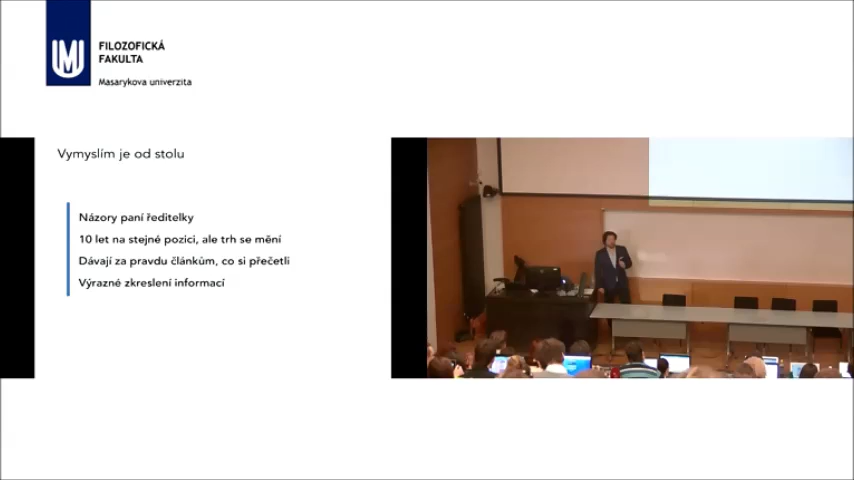 FILOZOFICKÁ
FAKULTA
Masarykova univerzita
Vymyslím je od stolu
Názory paní ředitelky
10 let na stejné pozici, ale trh se mění
Dávají za pravdu článkům, co si přečetli
Výrazné zkreslení informací